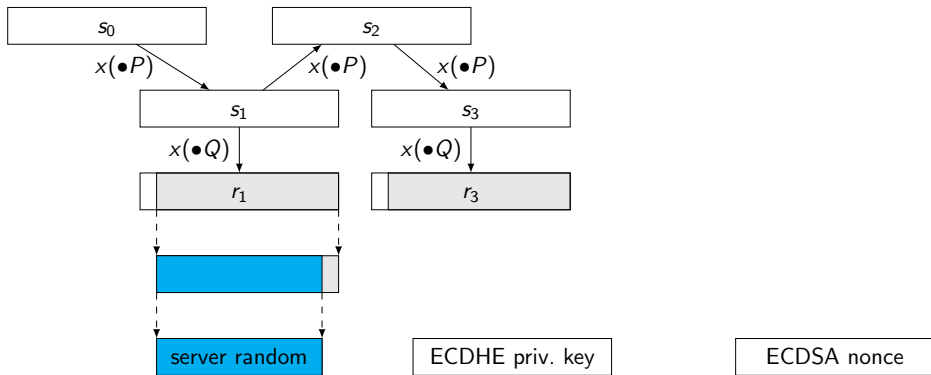 s₀ s₂
x(•P) x(•P) x(•P)
s₁ s₃
x(•Q) x(•Q)
r₁ r₃
server random ECDHE priv. key ECDSA nonce